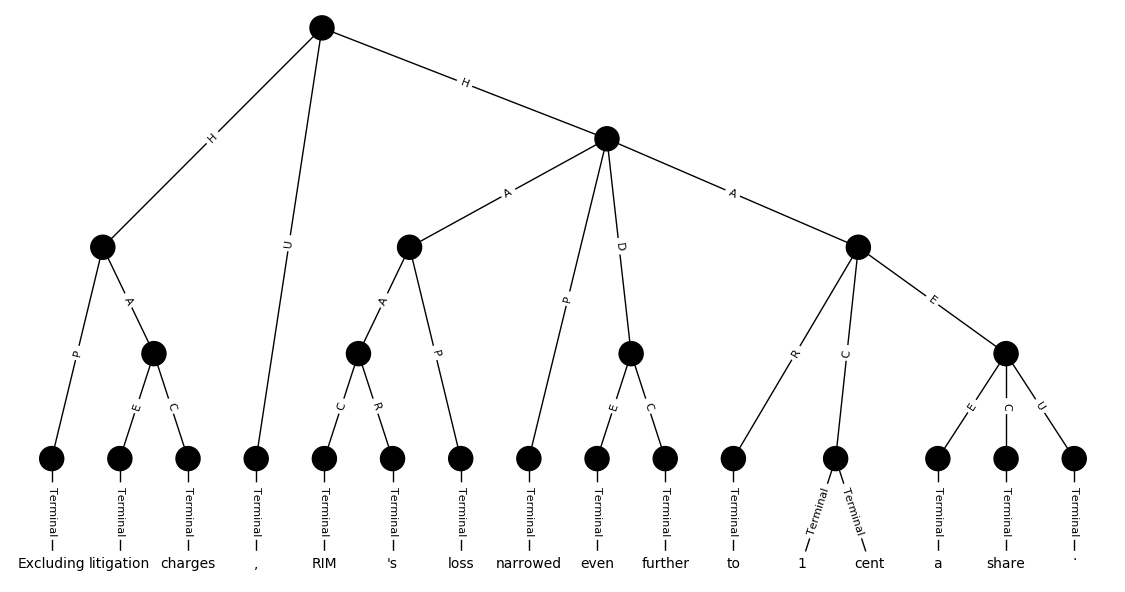 H
H
A
A
H
U
P
D
A
A
P
R
C
E
P
E
C
C
R
E
C
E
C
U
Terminal Terminal Terminal Terminal Terminal Terminal Terminal Terminal Terminal Terminal Terminal Terminal Terminal Terminal Terminal Terminal
Excluding litigation charges , RIM 's loss narrowed even further to 1 cent a share .